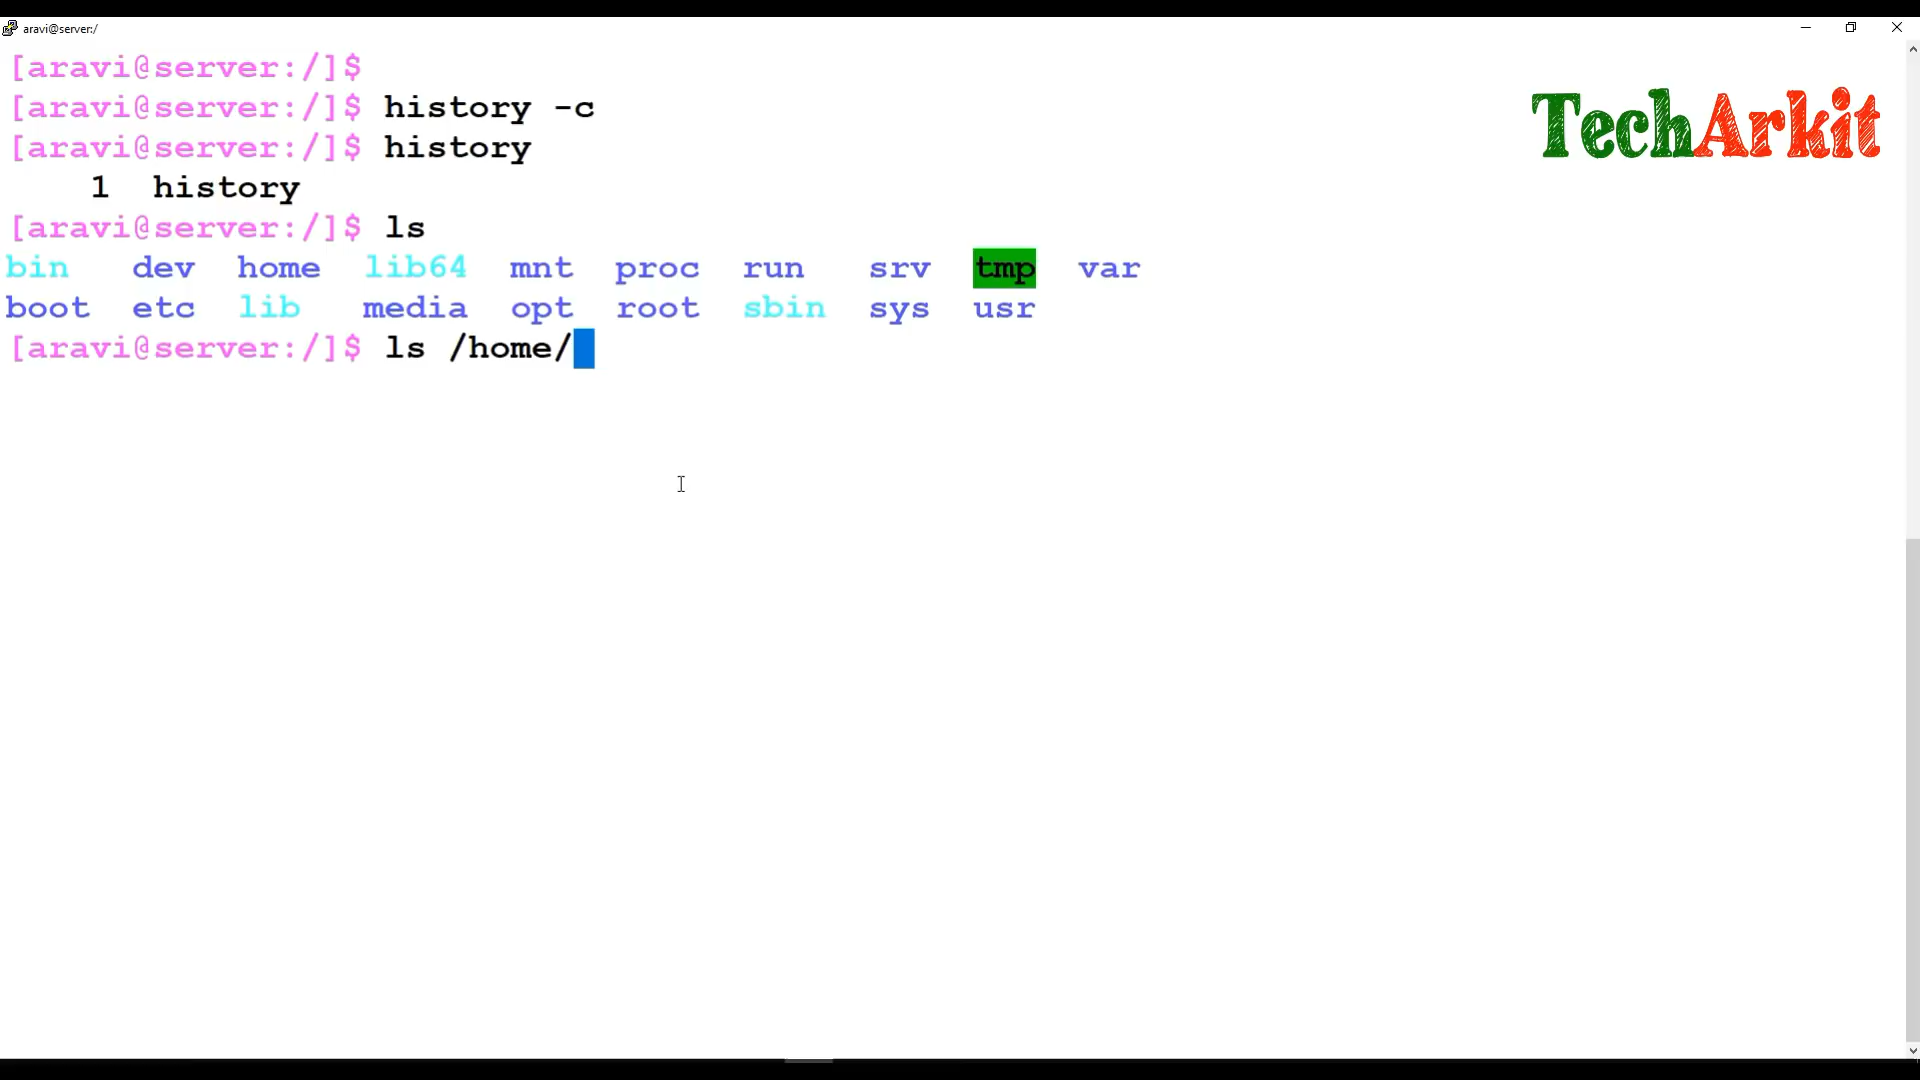 aravi@server:/
[aravi@server:/]$
[aravi@server:/]$ history -c
[aravi@server:/]$ history
1 history
[aravi@server:/]$ ls
bin dev home lib64 mnt proc run srv tmp var
boot etc lib media opt root sbin sys usr
[aravi@server:/]$ ls /home/
TechArkit